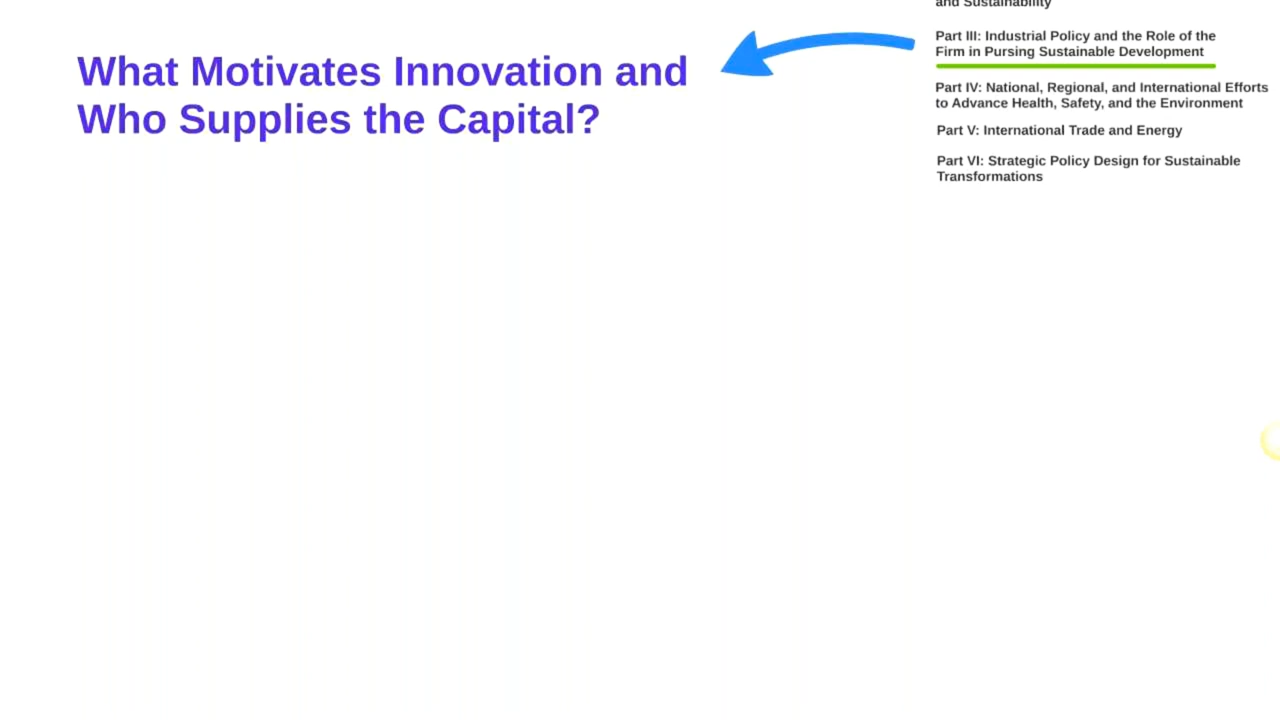 What Motivates Innovation and
Who Supplies the Capital?
and Sustainability
Part III: Industrial Policy and the Role of the
Firm in Pursing Sustainable Development
Part IV: National, Regional, and International Efforts
to Advance Health, Safety, and the Environment
Part V: International Trade and Energy
Part VI: Strategic Policy Design for Sustainable
Transformations